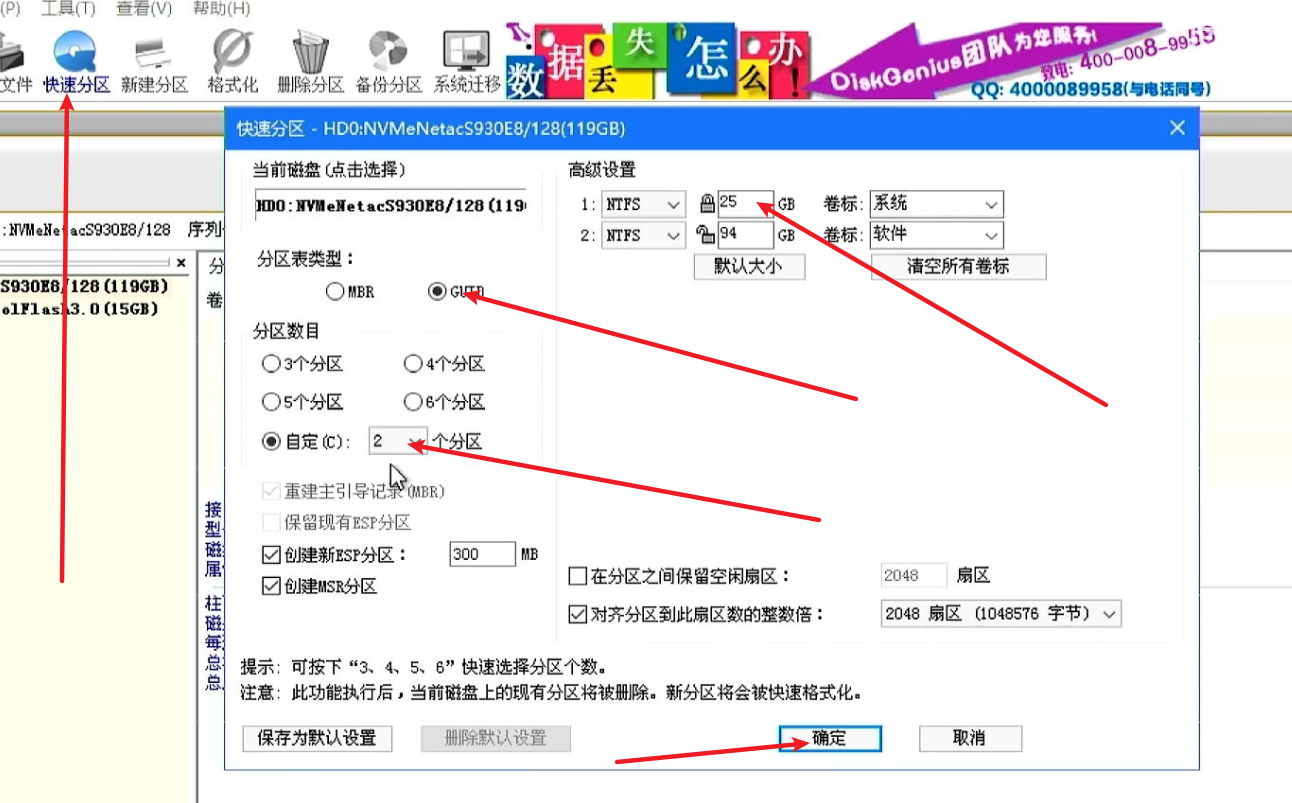 (P) 工具(T) 查看(V) 帮助(H)
文件 快速分区 新建分区 格式化 删除分区 备份分区 系统迁移
数据丢失怎么办!
DiskGenius团队为您服务!
致电: 400-008-9958
QQ: 4000089958(与电话同号)
快速分区 - HD0:NVMeNetacS930E8/128(119GB)
:NVMeNetacS930E8/128 序列
S930E8/128(119GB)
olFlash3.0(15GB)
分
卷
接
型
磁
属
柱
磁
每
总
总
当前磁盘(点击选择)
HD0:NVMeNetacS930E8/128(119
分区表类型：
MBR GUID
分区数目
3个分区 4个分区
5个分区 6个分区
自定(C): 2 个分区
重建主引导记录(MBR)
保留现有ESP分区
创建新ESP分区： 300 MB
创建MSR分区
高级设置
1: NTFS 25 GB 卷标: 系统
2: NTFS 94 GB 卷标: 软件
默认大小 清空所有卷标
在分区之间保留空闲扇区： 2048 扇区
对齐分区到此扇区数的整数倍： 2048 扇区 (1048576 字节)
提示: 可按下“3、4、5、6”快速选择分区个数。
注意: 此功能执行后，当前磁盘上的现有分区将被删除。新分区将会被快速格式化。
保存为默认设置 删除默认设置 确定 取消